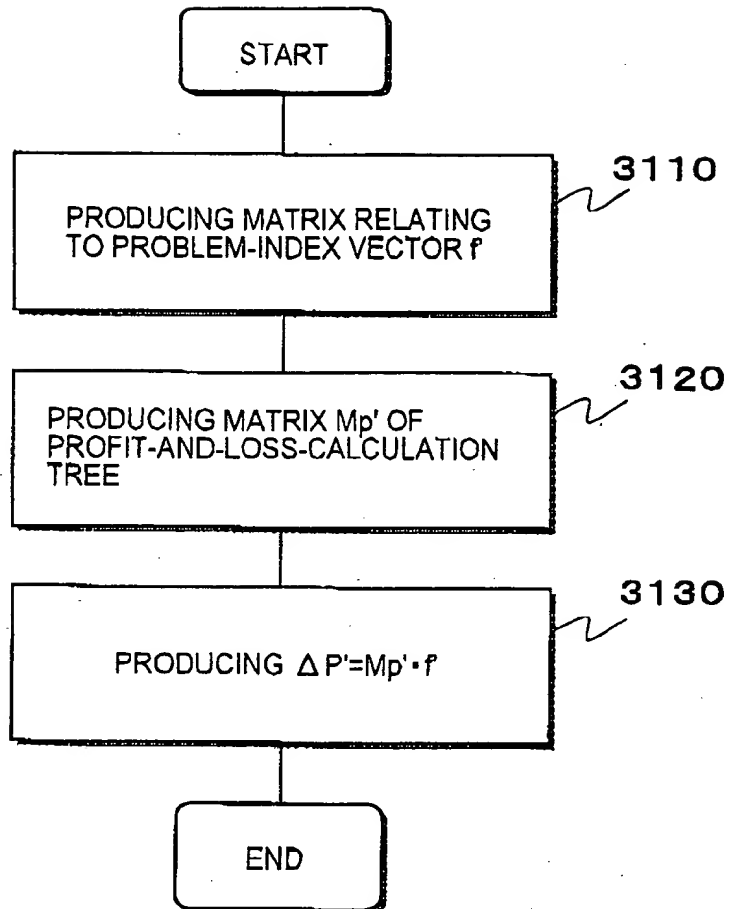 START
3110
PRODUCING MATRIX RELATING
TO PROBLEM-INDEX VECTOR f'
3120
PRODUCING MATRIX Mp' OF
PROFIT-AND-LOSS-CALCULATION
TREE
3130
PRODUCING Δ P'=Mp'・f'
END